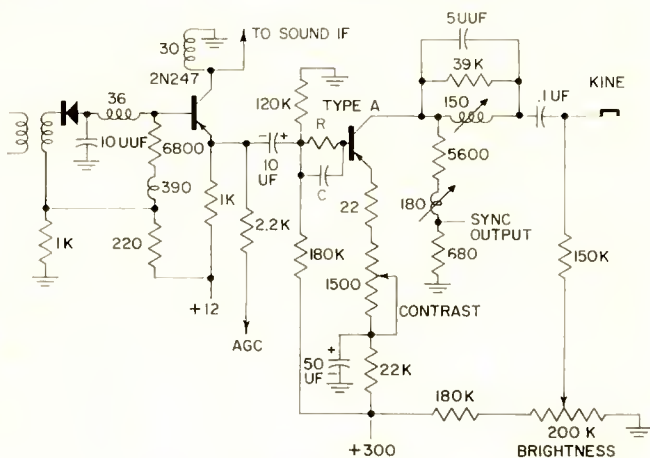 5UUF
30
TO SOUND IF
2N247
39K
120K
TYPE A
150
.1UF
KINE
36
10UUF
6800
R
10
UF
C
5600
390
1K
2.2K
22
180
SYNC
OUTPUT
1K
220
180K
1500
680
150K
CONTRAST
+12
AGC
50
UF
22K
180K
200 K
BRIGHTNESS
+300